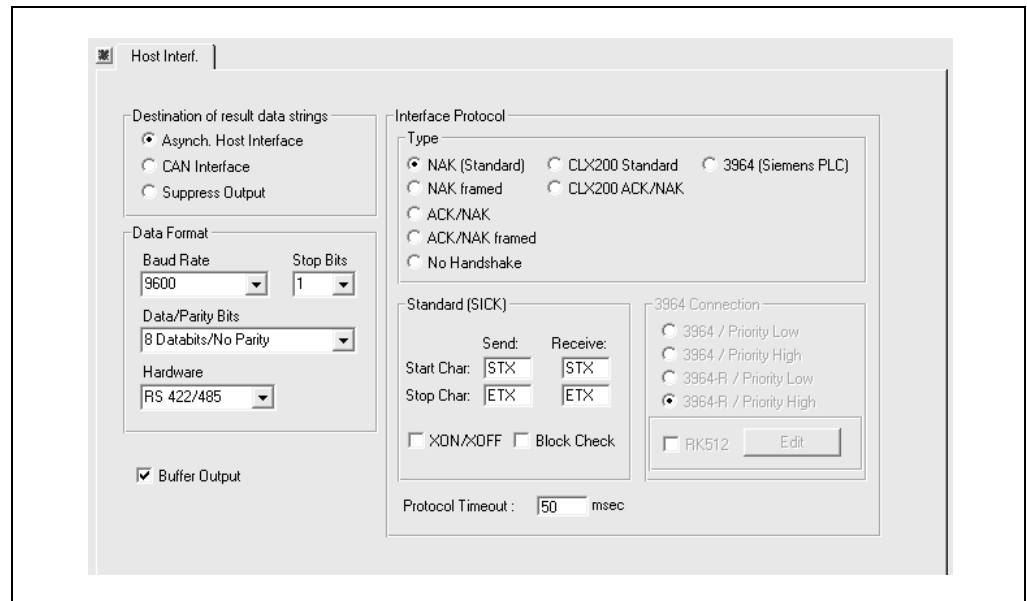 Host Interf.
Destination of result data strings
Asynch. Host Interface
CAN Interface
Suppress Output
Data Format
Baud Rate
Stop Bits
9600
1
Data/Parity Bits
8 Databits/No Parity
Hardware
RS 422/485
Buffer Output
Interface Protocol
Type
NAK (Standard)
CLX200 Standard
3964 (Siemens PLC)
NAK framed
CLX200 ACK/NAK
ACK/NAK
ACK/NAK framed
No Handshake
Standard (SICK)
Send: Receive:
Start Char: STX STX
Stop Char: ETX ETX
XON/XOFF Block Check
3964 Connection
3964 / Priority Low
3964 / Priority High
3964-R / Priority Low
3964-R / Priority High
RK512 Edit
Protocol Timeout : 50 msec